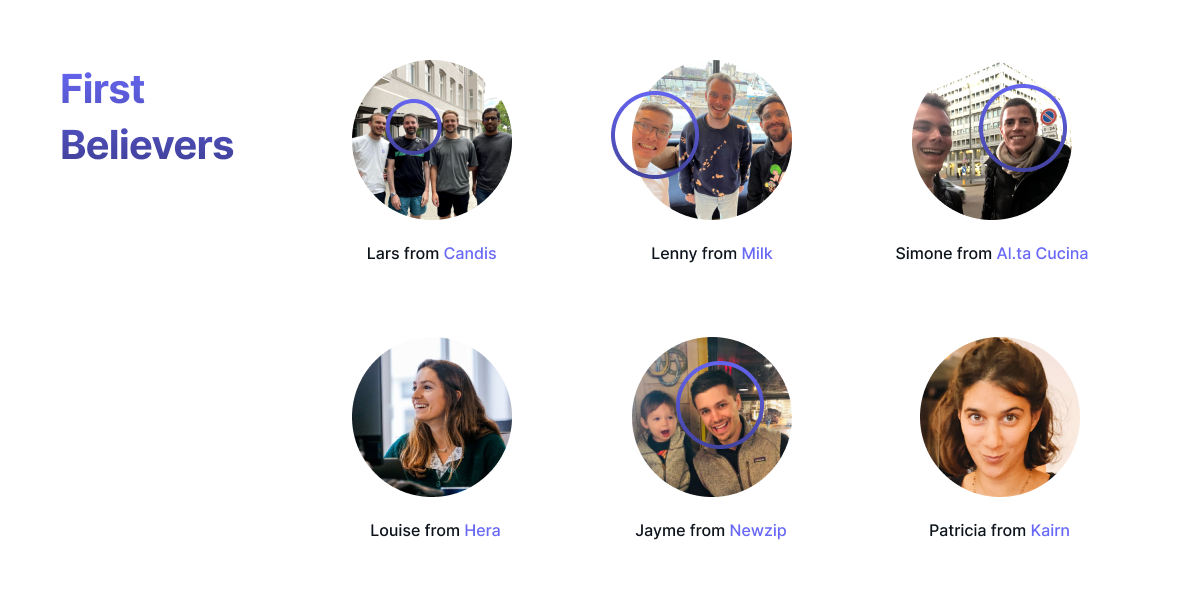 First
Believers
Lars from Candis
Lenny from Milk
Simone from Al.ta Cucina
Louise from Hera
Jayme from Newzip
Patricia from Kairn